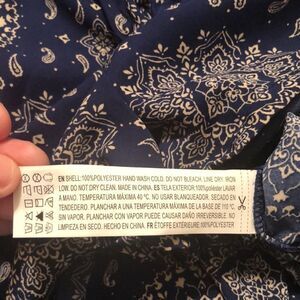 EN SHELL:100%POLYESTER HAND WASH COLD. DO NOT BLEACH. LINE DRY. IRON
LOW. DO NOT DRY CLEAN. MADE IN CHINA. ES TELA EXTERIOR:100%poliéster LAVAR
A MANO. TEMPERATURA MÁXIMA 40 ºC. NO USAR BLANQUEADOR. SECADO EN
TENDEDERO. PLANCHAR A UNA TEMPERATURA MÁXIMA DE LA BASE DE 110 ºC.
SIN VAPOR. PLANCHAR CON VAPOR PUEDE CAUSAR DAÑO IRREVERSIBLE. NO
LIMPIEZA EN SECO. HECHO EN CHINA. FR ÉTOFFE EXTÉRIEURE:100%POLYESTER